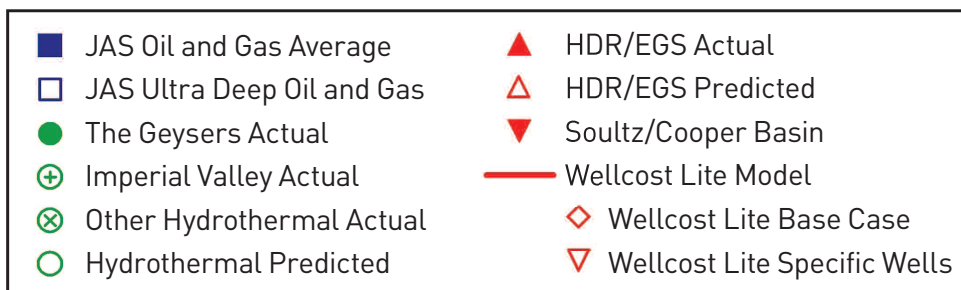 JAS Oil and Gas Average
JAS Ultra Deep Oil and Gas
The Geysers Actual
Imperial Valley Actual
Other Hydrothermal Actual
Hydrothermal Predicted
HDR/EGS Actual
HDR/EGS Predicted
Soultz/Cooper Basin
Wellcost Lite Model
Wellcost Lite Base Case
Wellcost Lite Specific Wells